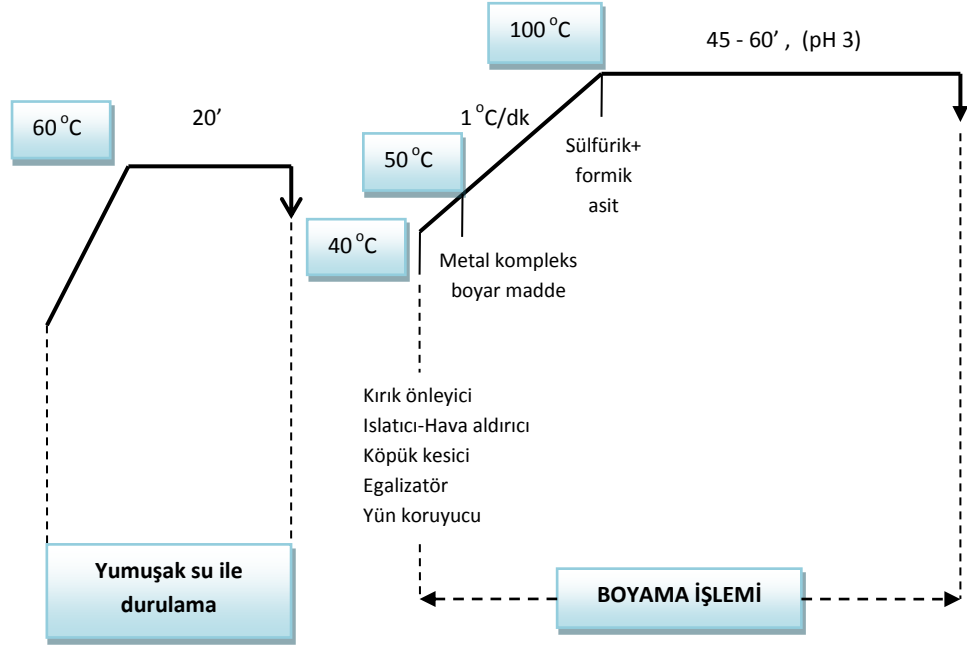 100 °C
45 - 60’ , (pH 3)
60 °C
20’
1 °C/dk
50 °C
Sülfürik+
formik
asit
40 °C
Metal kompleks
boyar madde
Kırık önleyici
Islatıcı-Hava aldırıcı
Köpük kesici
Egalizatör
Yün koruyucu
Yumuşak su ile
durulama
BOYAMA İŞLEMİ